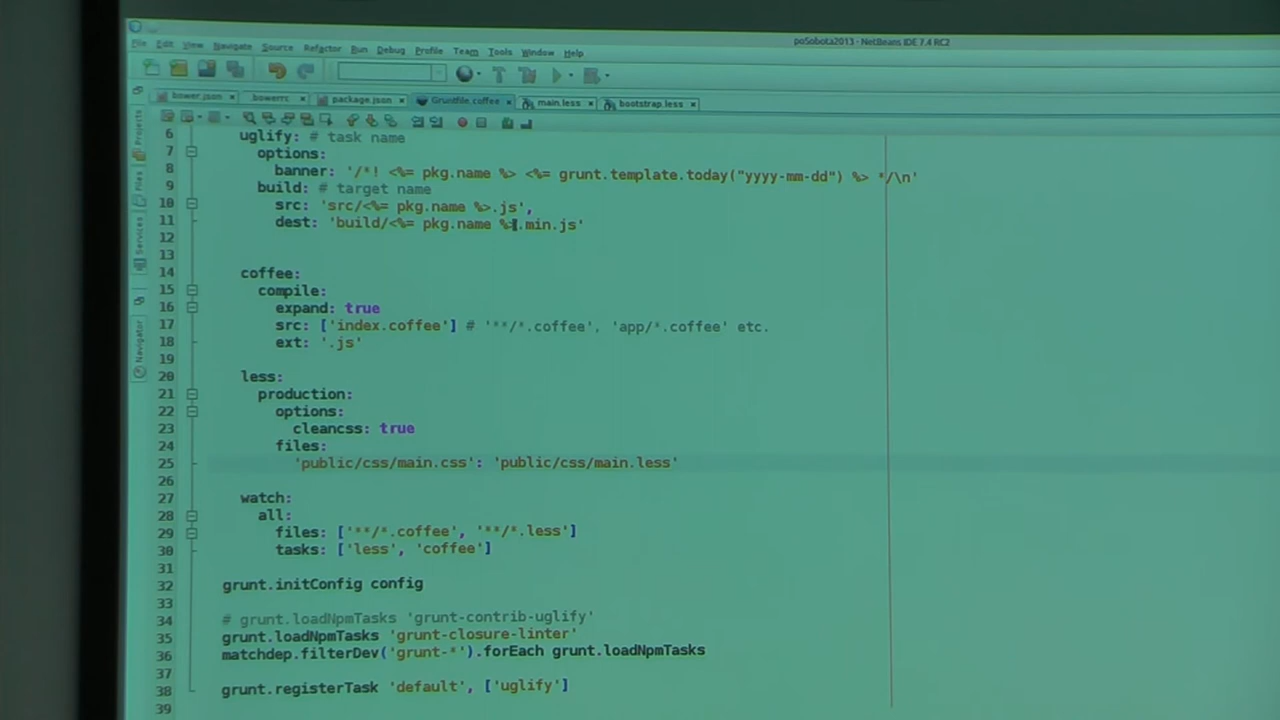 poSobota2013 - NetBeans IDE 7.4 RC2
File Edit View Navigate Source Refactor Run Debug Profile Team Tools Window Help
bower.json .bowerrc package.json Gruntfile.coffee main.less bootstrap.less
Projects
Files
Services
Navigator
6 uglify: # task name
7 options:
8 banner: '/*! <%= pkg.name %> <%= grunt.template.today("yyyy-mm-dd") %> */\n'
9 build: # target name
10 src: 'src/<%= pkg.name %>.js',
11 dest: 'build/<%= pkg.name %>.min.js'
12
13
14 coffee:
15 compile:
16 expand: true
17 src: ['index.coffee'] # '**/*.coffee', 'app/*.coffee' etc.
18 ext: '.js'
19
20 less:
21 production:
22 options:
23 cleancss: true
24 files:
25 'public/css/main.css': 'public/css/main.less'
26
27 watch:
28 all:
29 files: ['**/*.coffee', '**/*.less']
30 tasks: ['less', 'coffee']
31
32 grunt.initConfig config
33
34 # grunt.loadNpmTasks 'grunt-contrib-uglify'
35 grunt.loadNpmTasks 'grunt-closure-linter'
36 matchdep.filterDev('grunt-*').forEach grunt.loadNpmTasks
37
38 grunt.registerTask 'default', ['uglify']
39